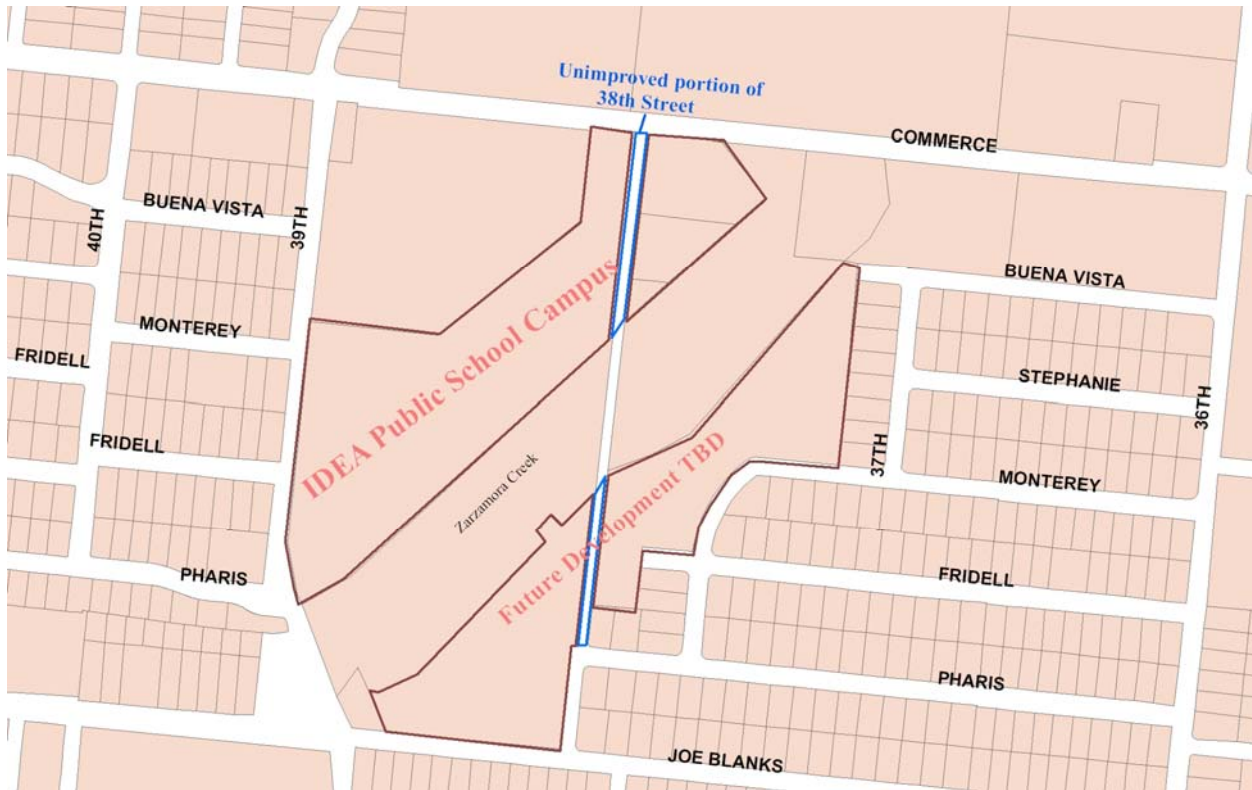 Unimproved portion of
38th Street
COMMERCE
BUENA VISTA
40TH
39TH
BUENA VISTA
MONTEREY
FRIDELL
IDEA Public School Campus
STEPHANIE
36TH
FRIDELL
37TH
MONTEREY
Zarzamora Creek
Future Development TBD
PHARIS
FRIDELL
PHARIS
JOE BLANKS